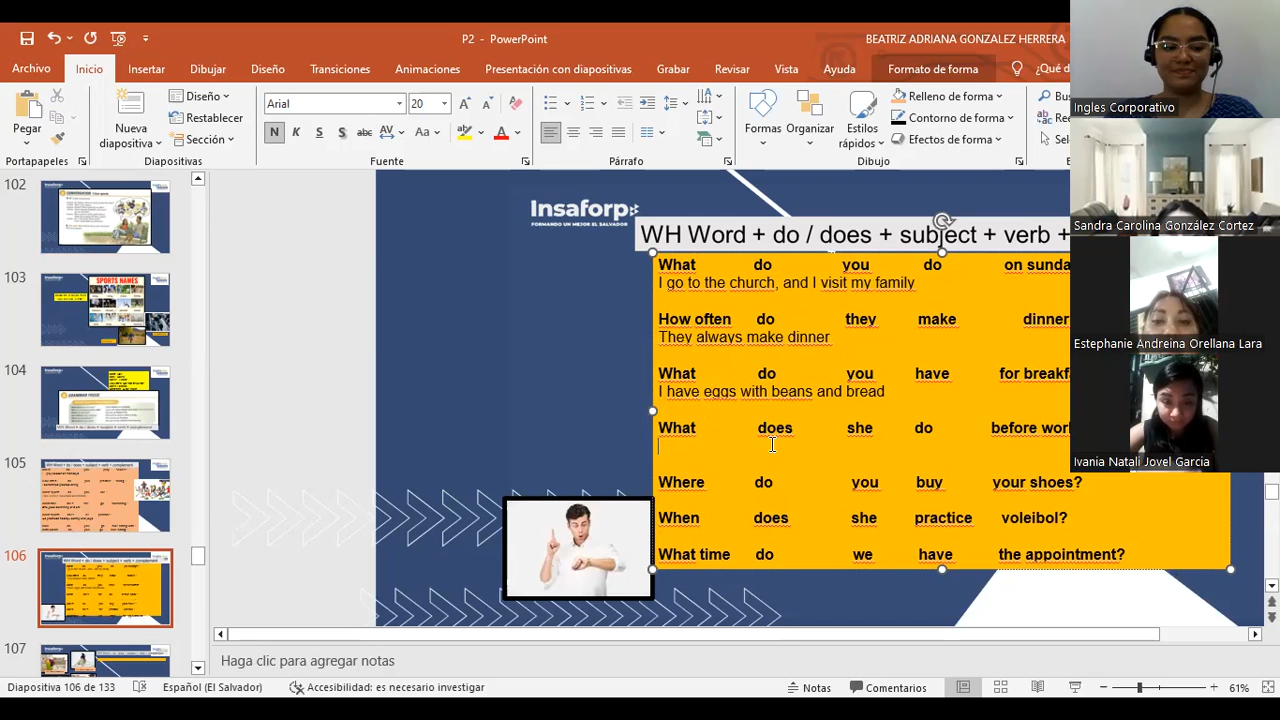 P2 - PowerPoint
BEATRIZ ADRIANA GONZALEZ HERRERA
Archivo Inicio Insertar Dibujar Diseño Transiciones Animaciones Presentación con diapositivas Grabar Revisar Vista Ayuda Formato de forma ¿Qué
Pegar
Nueva diapositiva
Diseño
Restablecer
Sección
Arial 20
N K S S abc AV Aa A
Formas Organizar Estilos rápidos
Relleno de forma
Contorno de forma
Efectos de forma
Portapapeles Diapositivas Fuente Párrafo Dibujo
102
103
SPORTS NAMES
104
105
106
107
Insaforp
FORMANDO UN MEJOR EL SALVADOR
WH Word + do / does + subject + verb +
What do you do on sunda
I go to the church, and I visit my family
How often do they make dinner
They always make dinner
What do you have for breakf
I have eggs with beans and bread
What does she do before work
Where do you buy your shoes?
When does she practice voleibol?
What time do we have the appointment?
Ingles Corporativo
Sandra Carolina González Cortez
Estephanie Andreina Orellana Lara
Ivania Natali Jovel Garcia
Haga clic para agregar notas
Diapositiva 106 de 133 Español (El Salvador) Accesibilidad: es necesario investigar Notas Comentarios 61%